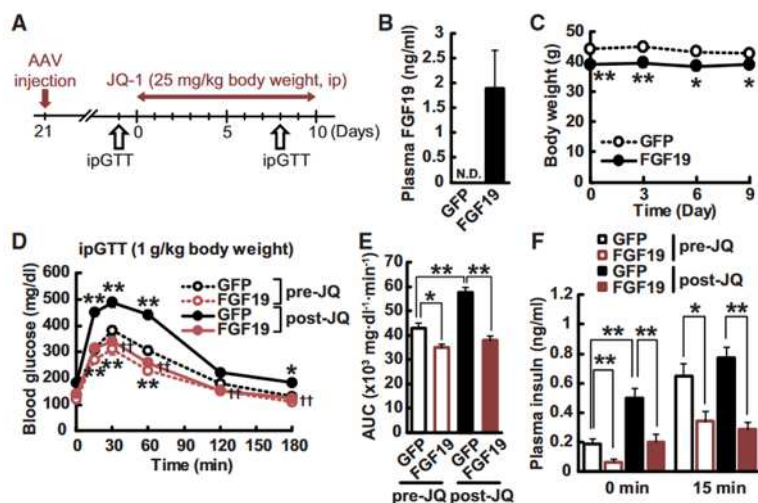 A
AAV
injection
JQ-1 (25 mg/kg body weight, ip)
21
0
5
10 (Days)
ipGTT
ipGTT
B
Plasma FGF19 (ng/ml)
3
2.5
2
1.5
1
0.5
0
N.D.
GFP
FGF19
C
Body weight (g)
50
40
30
20
10
0
** ** * *
GFP
FGF19
0 3 6 9
Time (Day)
D
ipGTT (1 g/kg body weight)
Blood glucose (mg/dl)
600
500
400
300
200
100
0
GFP
FGF19
pre-JQ
GFP
FGF19
post-JQ
** ** **
*
** ** **
†† †† †† ††
0 30 60 90 120 150 180
Time (min)
E
AUC (x10³ mg·dl⁻¹·min⁻¹)
70
60
50
40
30
20
10
0
** **
*
GFP
FGF19
GFP
FGF19
pre-JQ post-JQ
F
GFP
FGF19
pre-JQ
GFP
FGF19
post-JQ
Plasma insulin (ng/ml)
1
0.8
0.6
0.4
0.2
0
** **
**
* **
0 min 15 min